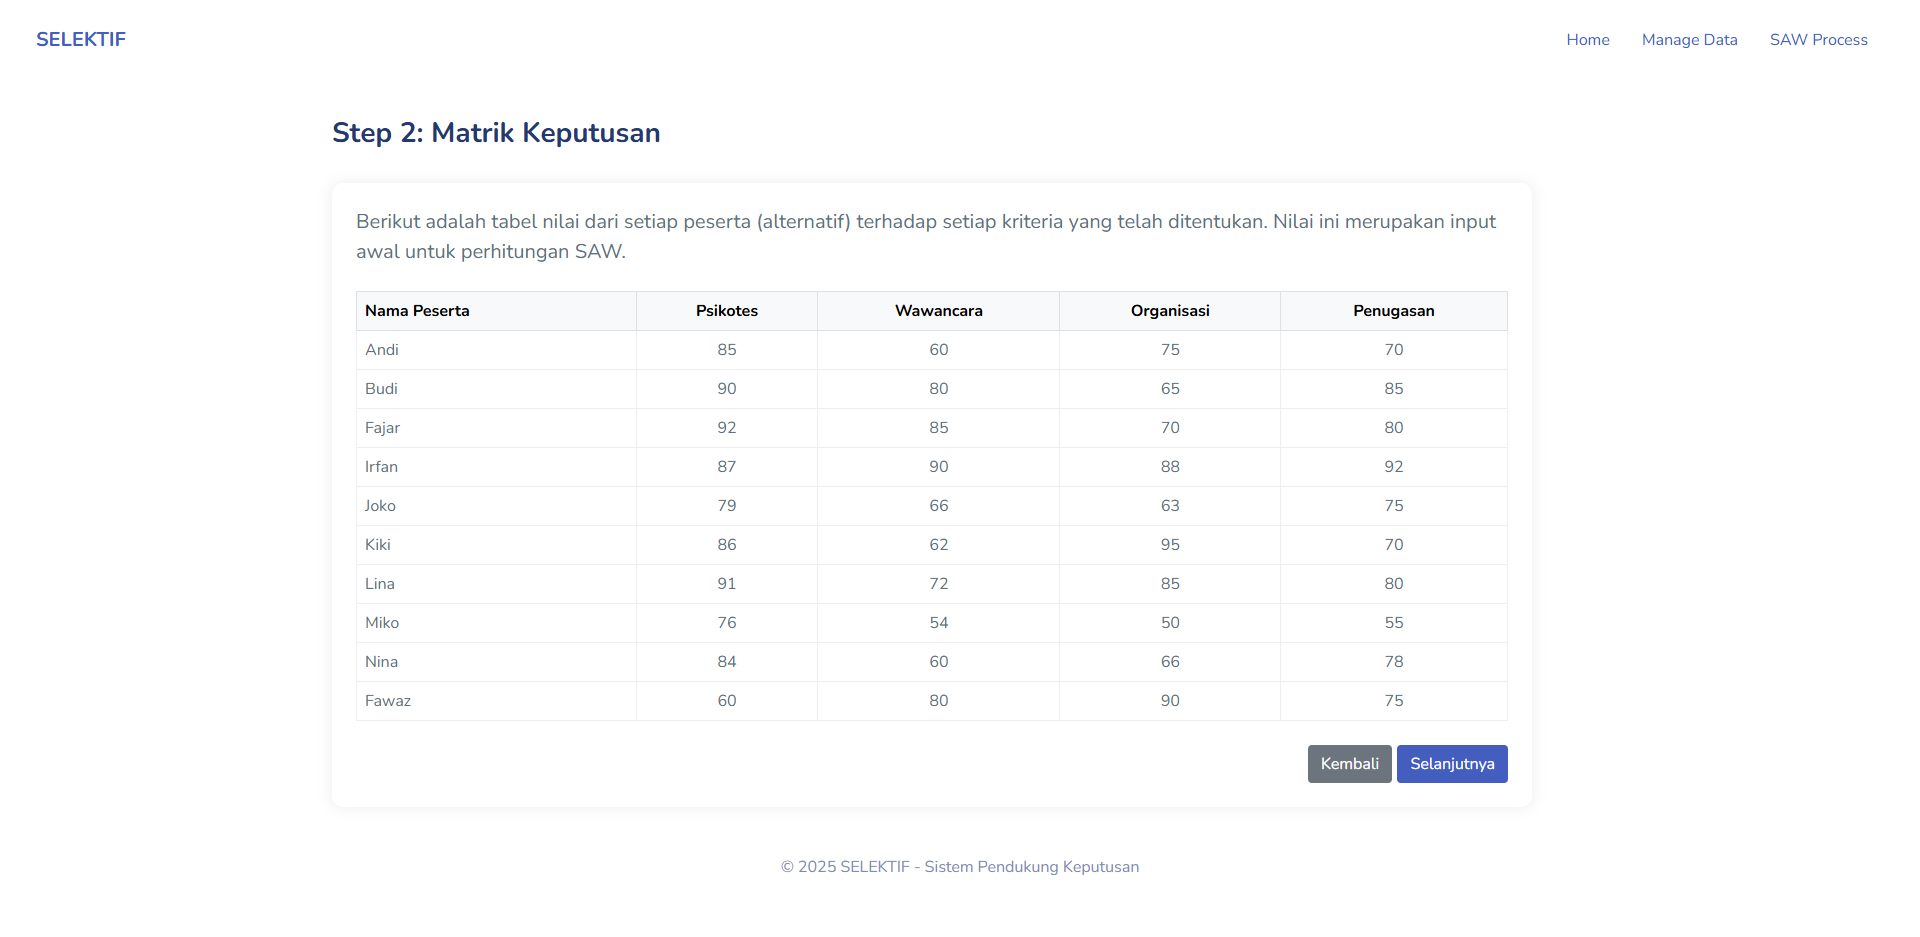 SELEKTIF Home Manage Data SAW Process
Step 2: Matrik Keputusan
Berikut adalah tabel nilai dari setiap peserta (alternatif) terhadap setiap kriteria yang telah ditentukan. Nilai ini merupakan input
awal untuk perhitungan SAW.
Nama Peserta Psikotes Wawancara Organisasi Penugasan
Andi 85 60 75 70
Budi 90 80 65 85
Fajar 92 85 70 80
Irfan 87 90 88 92
Joko 79 66 63 75
Kiki 86 62 95 70
Lina 91 72 85 80
Miko 76 54 50 55
Nina 84 60 66 78
Fawaz 60 80 90 75
Kembali Selanjutnya
© 2025 SELEKTIF - Sistem Pendukung Keputusan